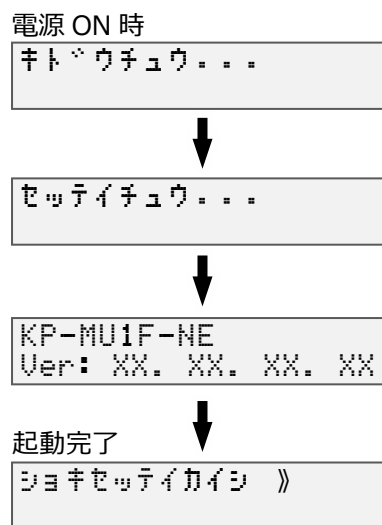 電源 ON 時
キドウチュウ...
セッテイチュウ...
KP-MU1F-NE
Ver: XX. XX. XX. XX
起動完了
ショキセッテイカイシ 》